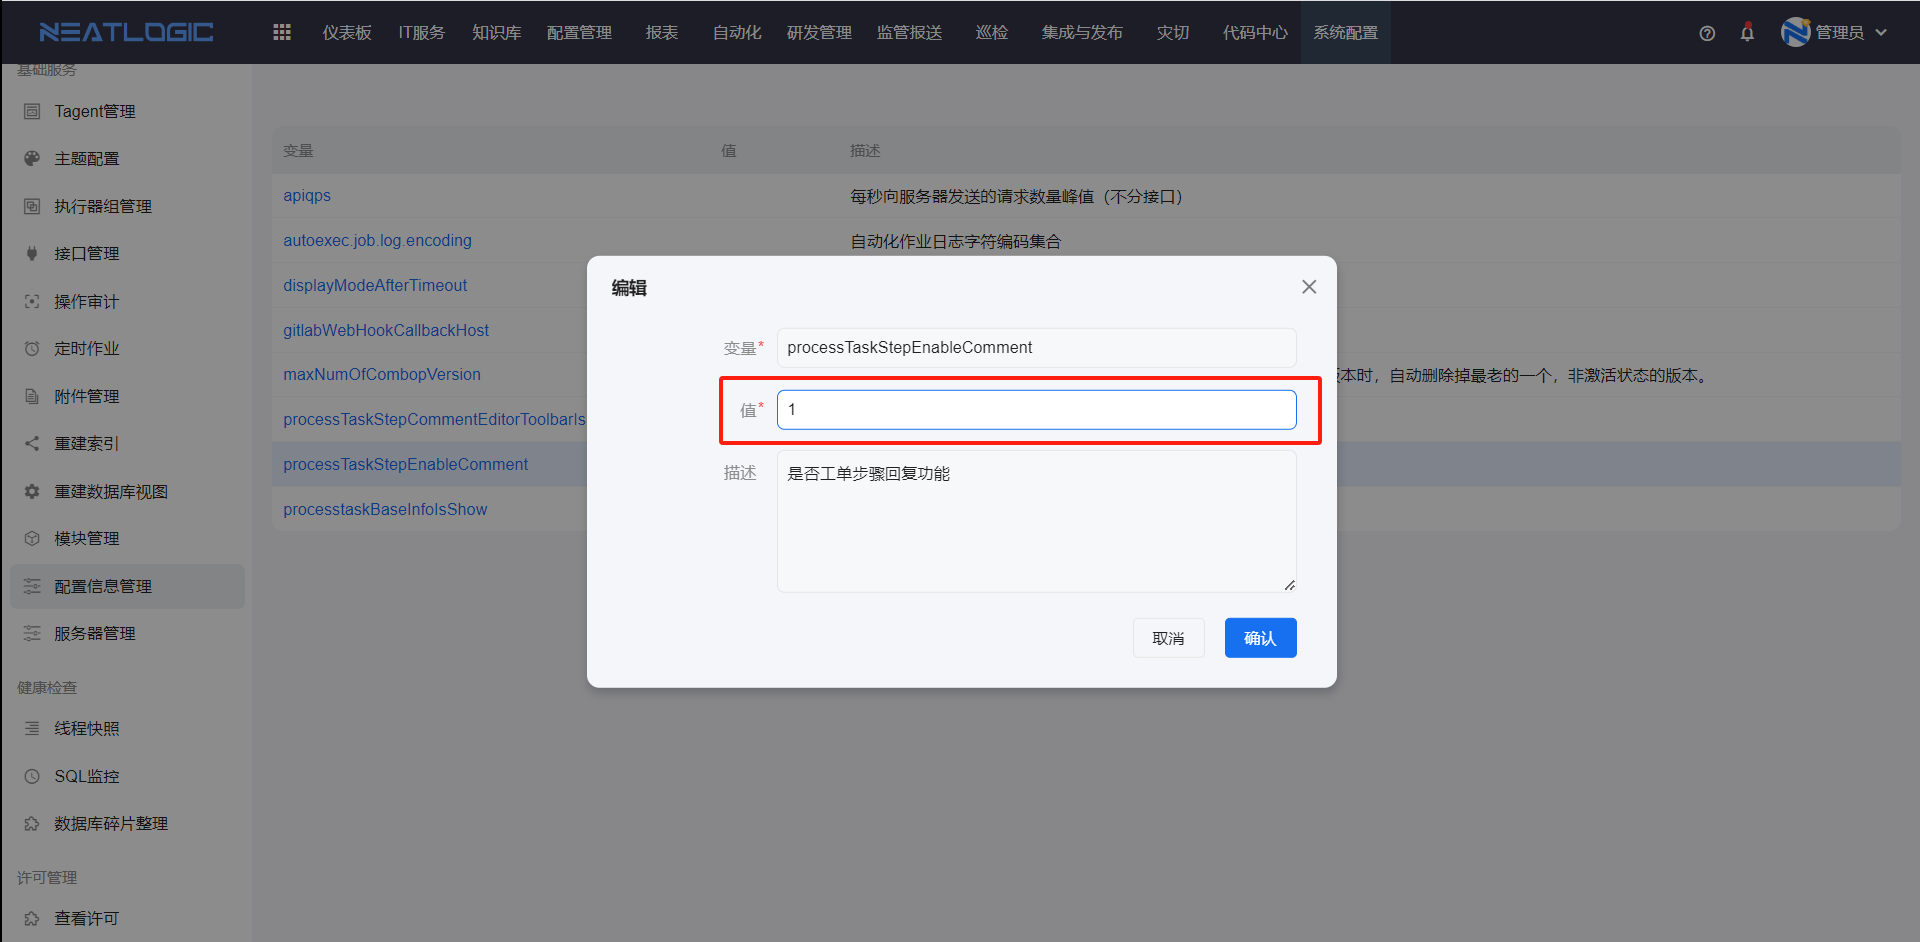 NEATLOGIC
仪表板 IT服务 知识库 配置管理 报表 自动化 研发管理 监管报送 巡检 集成与发布 灾切 代码中心 系统配置 管理员
基础服务
Tagent管理
主题配置
执行器组管理
接口管理
操作审计
定时作业
附件管理
重建索引
重建数据库视图
模块管理
配置信息管理
服务器管理
健康检查
线程快照
SQL监控
数据库碎片整理
许可管理
查看许可
变量 值 描述
apiqps 每秒向服务器发送的请求数量峰值（不分接口）
autoexec.job.log.encoding 自动化作业日志字符编码集合
displayModeAfterTimeout
gitlabWebHookCallbackHost
maxNumOfCombopVersion 本时，自动删除掉最老的一个，非激活状态的版本。
processTaskStepCommentEditorToolbarIs
processTaskStepEnableComment
processtaskBaseInfoIsShow
编辑
变量* processTaskStepEnableComment
值* 1
描述 是否工单步骤回复功能
取消 确认